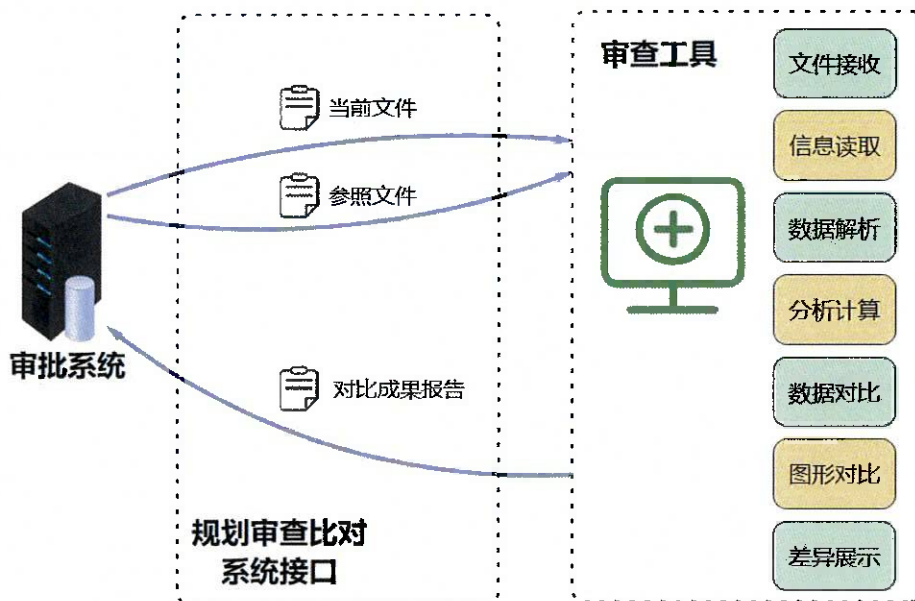 审查工具
文件接收
当前文件
信息读取
参照文件
数据解析
分析计算
审批系统
对比成果报告
数据对比
图形对比
规划审查比对
系统接口
差异展示